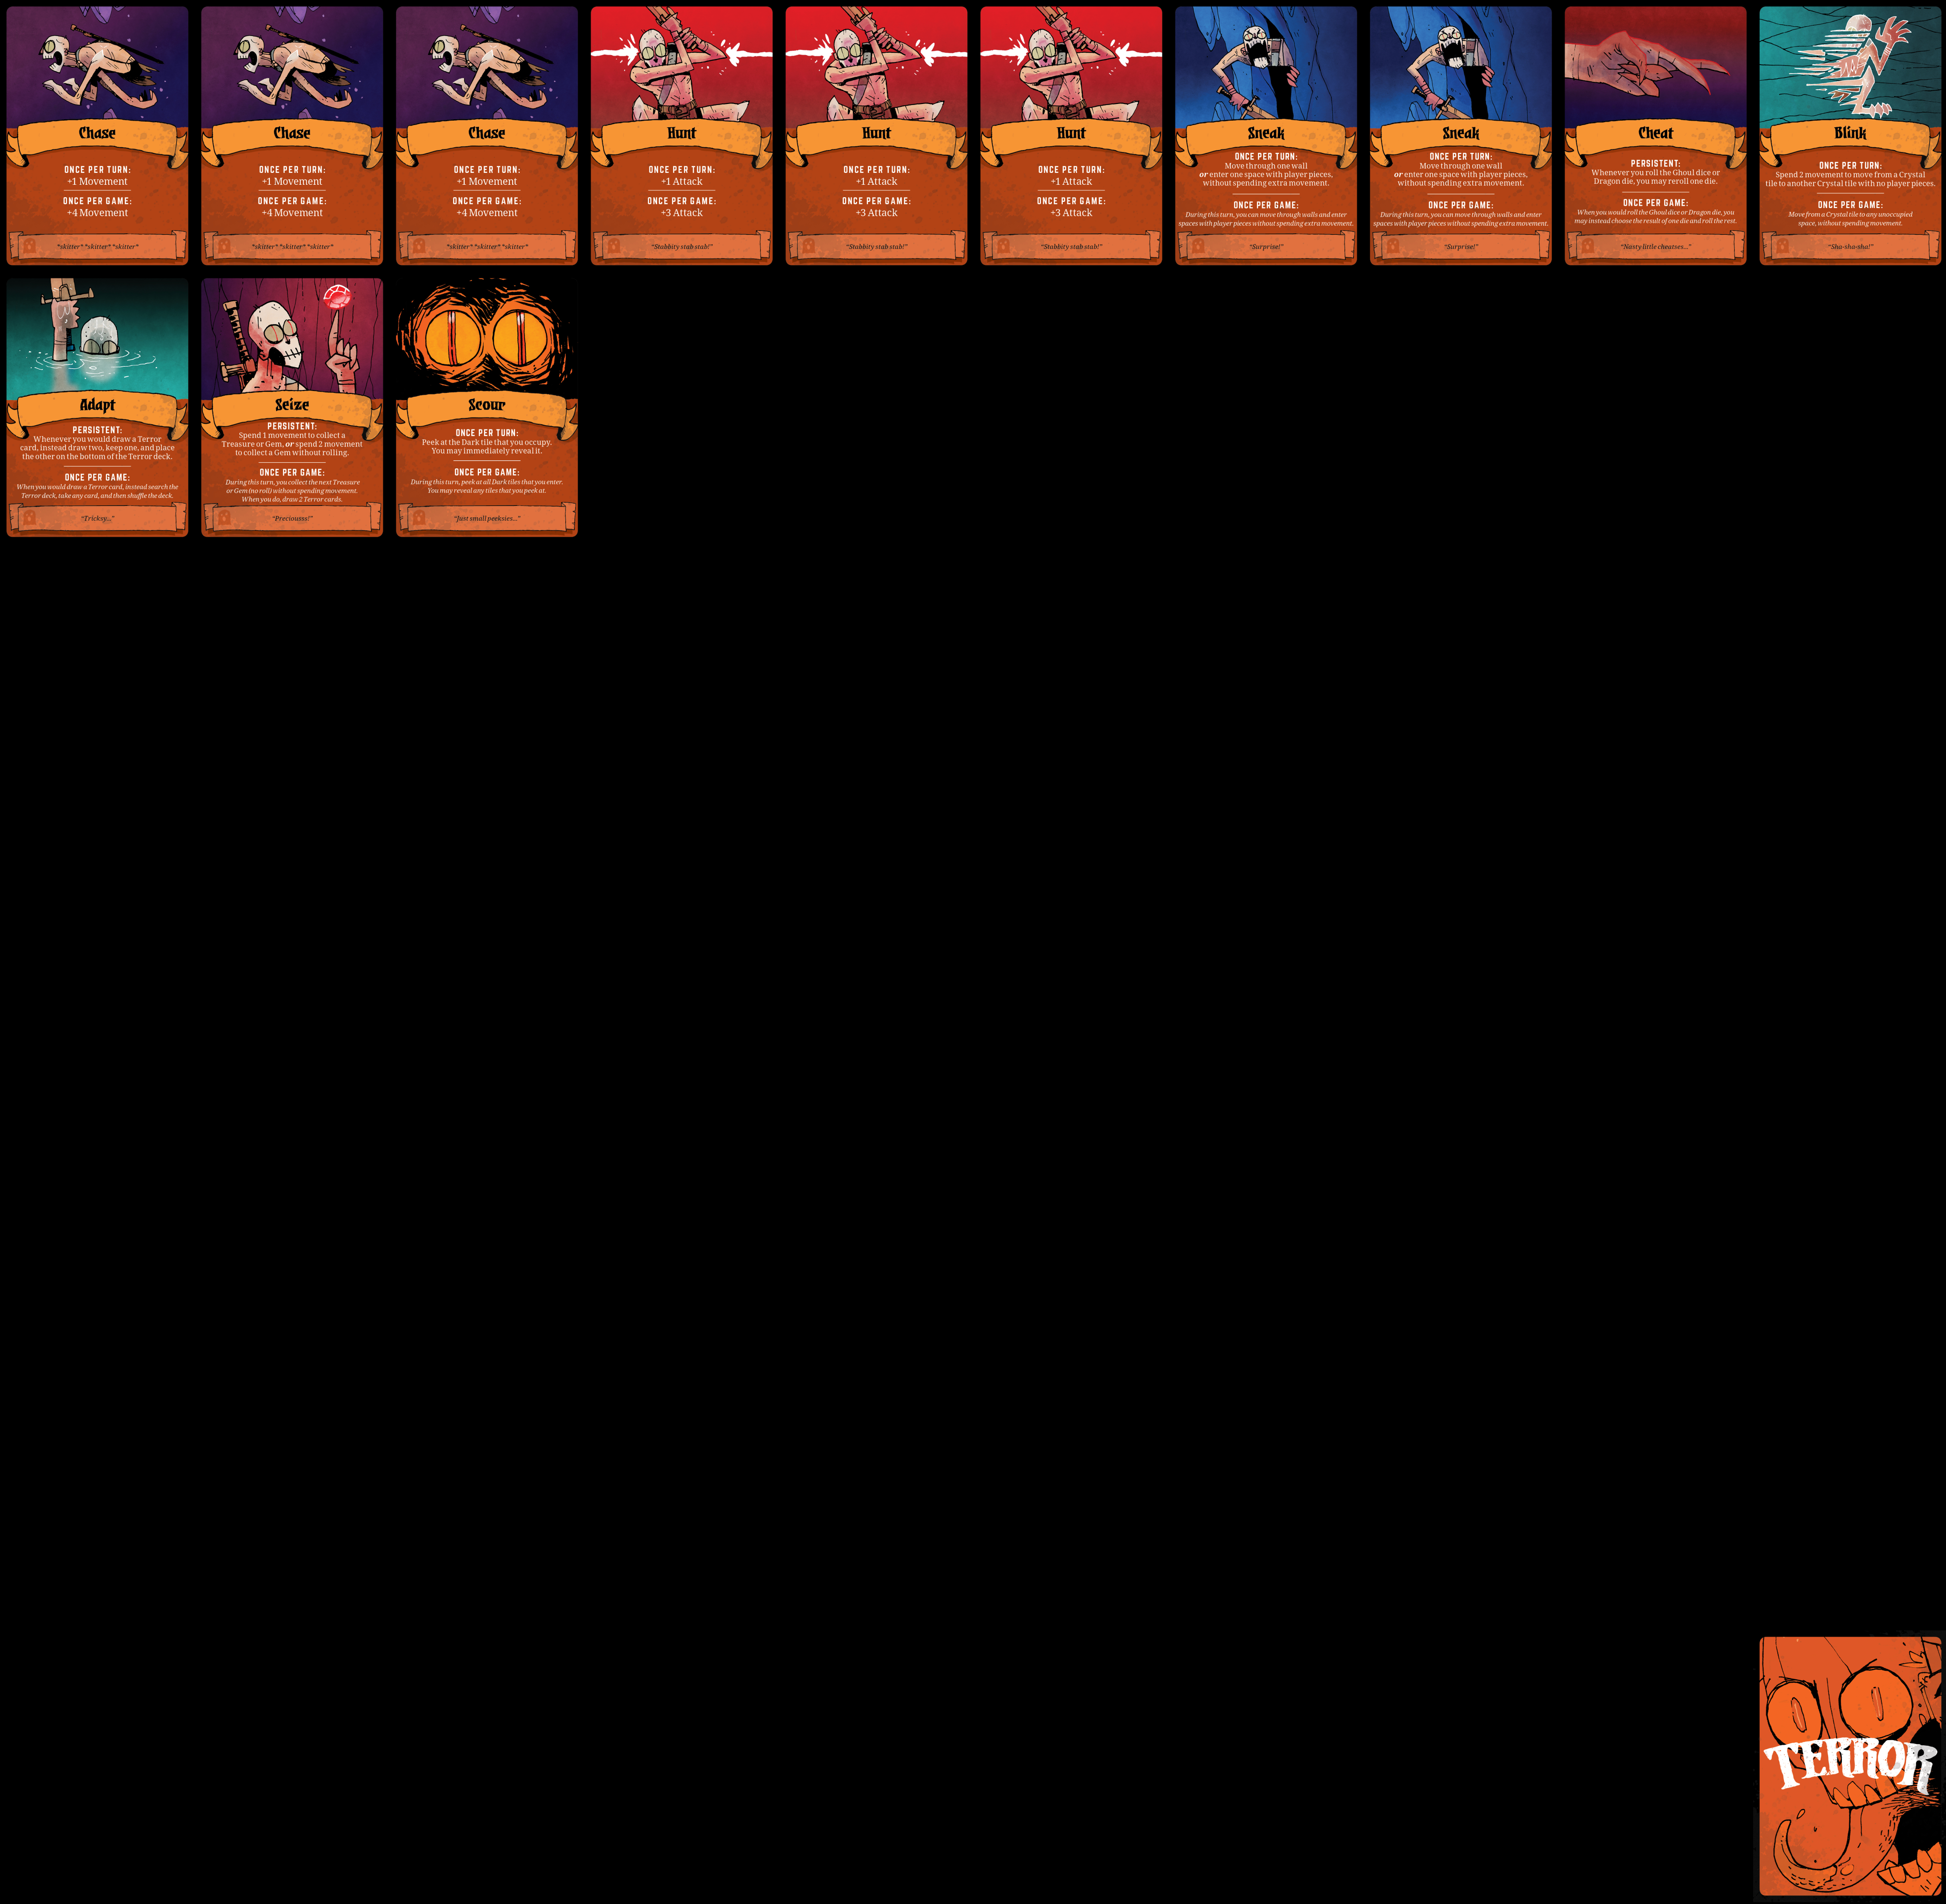 Chase
ONCE PER TURN:
+1 Movement
ONCE PER GAME:
+4 Movement
*skitter* *skitter* *skitter*
Chase
ONCE PER TURN:
+1 Movement
ONCE PER GAME:
+4 Movement
*skitter* *skitter* *skitter*
Chase
ONCE PER TURN:
+1 Movement
ONCE PER GAME:
+4 Movement
*skitter* *skitter* *skitter*
Hunt
ONCE PER TURN:
+1 Attack
ONCE PER GAME:
+3 Attack
“Stabbity stab stab!”
Hunt
ONCE PER TURN:
+1 Attack
ONCE PER GAME:
+3 Attack
“Stabbity stab stab!”
Hunt
ONCE PER TURN:
+1 Attack
ONCE PER GAME:
+3 Attack
“Stabbity stab stab!”
Sneak
ONCE PER TURN:
Move through one wall
or enter one space with player pieces,
without spending extra movement.
ONCE PER GAME:
During this turn, you can move through walls and enter
spaces with player pieces without spending extra movement.
“Surprise!”
Sneak
ONCE PER TURN:
Move through one wall
or enter one space with player pieces,
without spending extra movement.
ONCE PER GAME:
During this turn, you can move through walls and enter
spaces with player pieces without spending extra movement.
“Surprise!”
Cheat
PERSISTENT:
Whenever you roll the Ghoul dice or
Dragon die, you may reroll one die.
ONCE PER GAME:
When you would roll the Ghoul dice or Dragon die, you
may instead choose the result of one die and roll the rest.
“Nasty little cheatses...”
Blink
ONCE PER TURN:
Spend 2 movement to move from a Crystal
tile to another Crystal tile with no player pieces.
ONCE PER GAME:
Move from a Crystal tile to any unoccupied
space, without spending movement.
“Sha-sha-sha!”
Adapt
PERSISTENT:
Whenever you would draw a Terror
card, instead draw two, keep one, and place
the other on the bottom of the Terror deck.
ONCE PER GAME:
When you would draw a Terror card, instead search the
Terror deck, take any card, and then shuffle the deck.
“Tricksy...”
Seize
PERSISTENT:
Spend 1 movement to collect a
Treasure or Gem, or spend 2 movement
to collect a Gem without rolling.
ONCE PER GAME:
During this turn, you collect the next Treasure
or Gem (no roll) without spending movement.
When you do, draw 2 Terror cards.
“Preciousss!”
Scour
ONCE PER TURN:
Peek at the Dark tile that you occupy.
You may immediately reveal it.
ONCE PER GAME:
During this turn, peek at all Dark tiles that you enter.
You may reveal any tiles that you peek at.
“Just small peeksies...”
TERROR